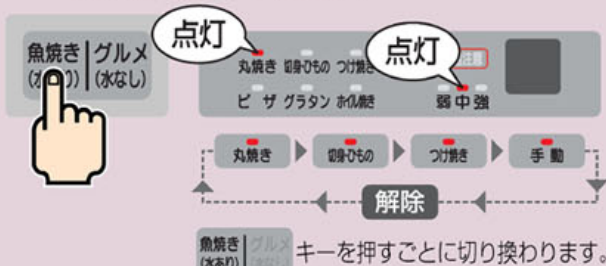 魚焼き グルメ
(水あり) (水なし)
点灯
点灯
丸焼き 切身・ひもの つけ焼き 注意
ピザ グラタン ホイル焼き 弱 中 強
丸焼き 切身・ひもの つけ焼き 手動
解除
魚焼き グルメ キーを押すごとに切り換わります。
(水あり) (水なし)